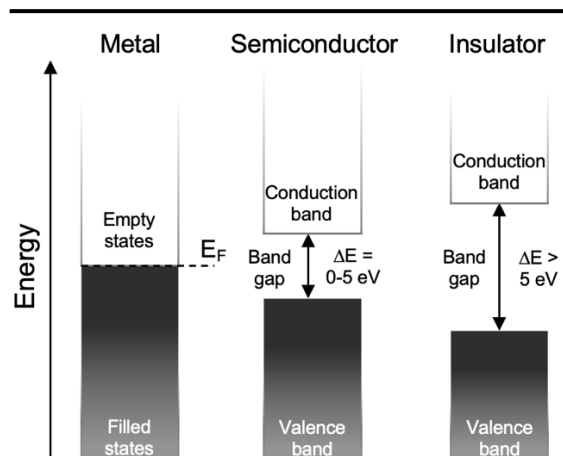 Metal
Semiconductor
Insulator
Energy
Empty
states
E_F
Filled
states
Conduction
band
Band
gap
ΔE =
0-5 eV
Valence
band
Conduction
band
Band
gap
ΔE >
5 eV
Valence
band